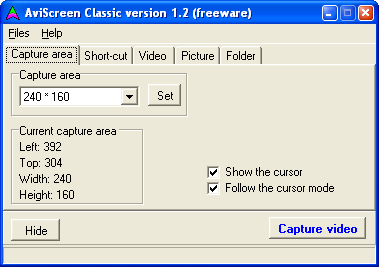 AviScreen Classic version 1.2 (freeware)
Files Help
Capture area Short-cut Video Picture Folder
Capture area
240 * 160 Set
Current capture area
Left: 392
Top: 304
Width: 240
Height: 160
Show the cursor
Follow the cursor mode
Hide Capture video